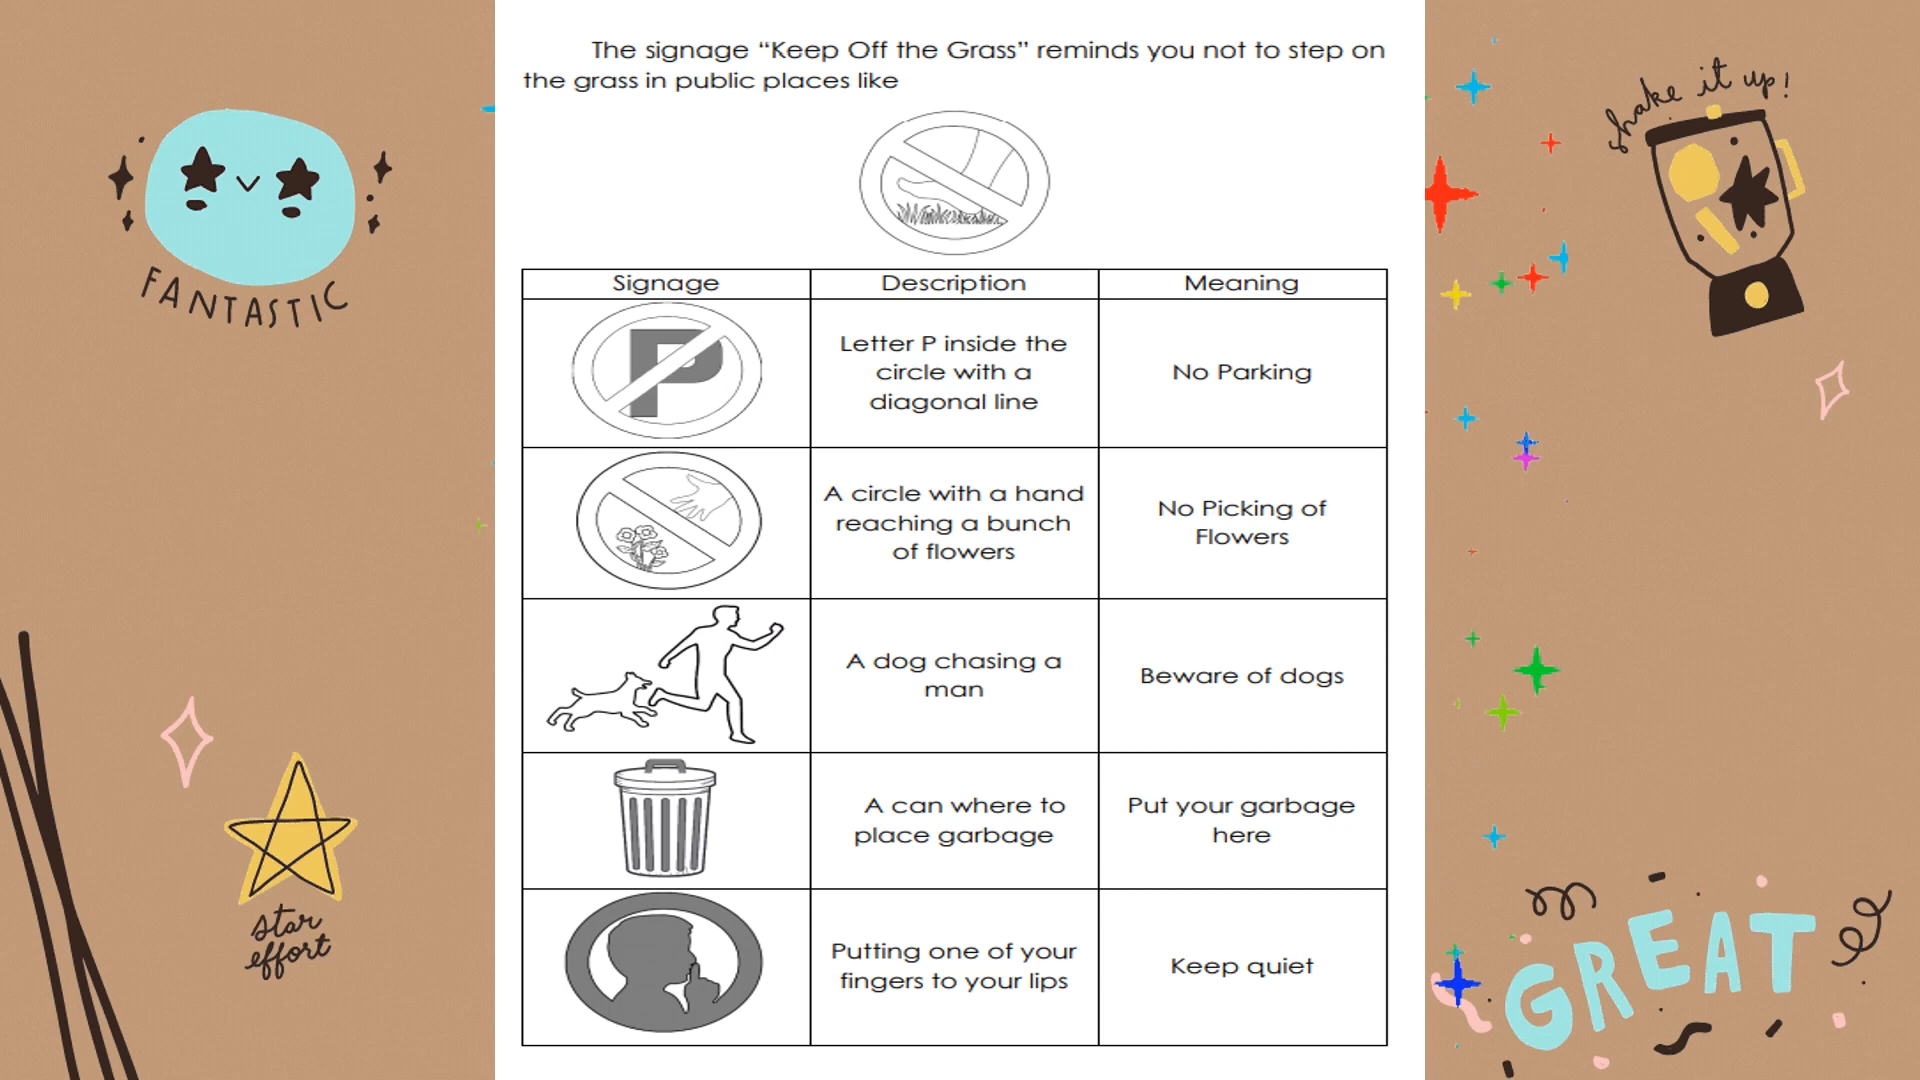 The signage “Keep Off the Grass” reminds you not to step on
the grass in public places like
Signage Description Meaning
P
Letter P inside the
circle with a
diagonal line
No Parking
A circle with a hand
reaching a bunch
of flowers
No Picking of
Flowers
A dog chasing a
man
Beware of dogs
A can where to
place garbage
Put your garbage
here
Putting one of your
fingers to your lips
Keep quiet
FANTASTIC
star
effort
shake it up!
GREAT